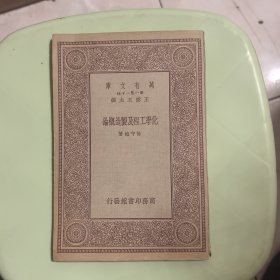 萬有文庫
第一集一千種
王雲五主編
化學工程及製造概論
商務印書館發行